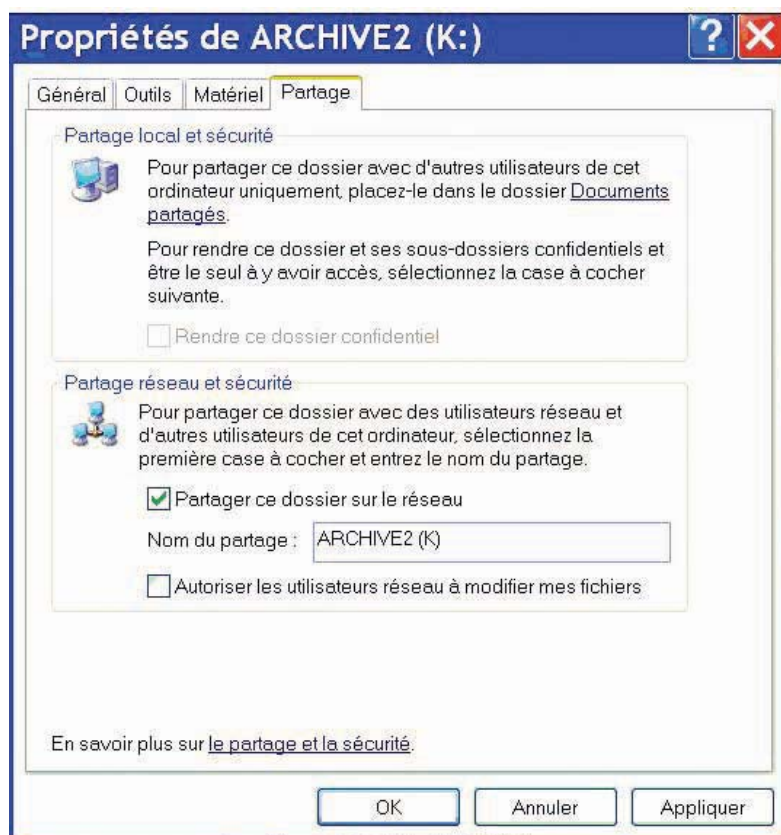 Propriétés de ARCHIVE2 (K:)
Général Outils Matériel Partage
Partage local et sécurité
Pour partager ce dossier avec d'autres utilisateurs de cet
ordinateur uniquement, placez-le dans le dossier Documents
partagés.
Pour rendre ce dossier et ses sous-dossiers confidentiels et
être le seul à y avoir accès, sélectionnez la case à cocher
suivante.
Rendre ce dossier confidentiel
Partage réseau et sécurité
Pour partager ce dossier avec des utilisateurs réseau et
d'autres utilisateurs de cet ordinateur, sélectionnez la
première case à cocher et entrez le nom du partage.
Partager ce dossier sur le réseau
Nom du partage : ARCHIVE2 (K)
Autoriser les utilisateurs réseau à modifier mes fichiers
En savoir plus sur le partage et la sécurité.
OK Annuler Appliquer